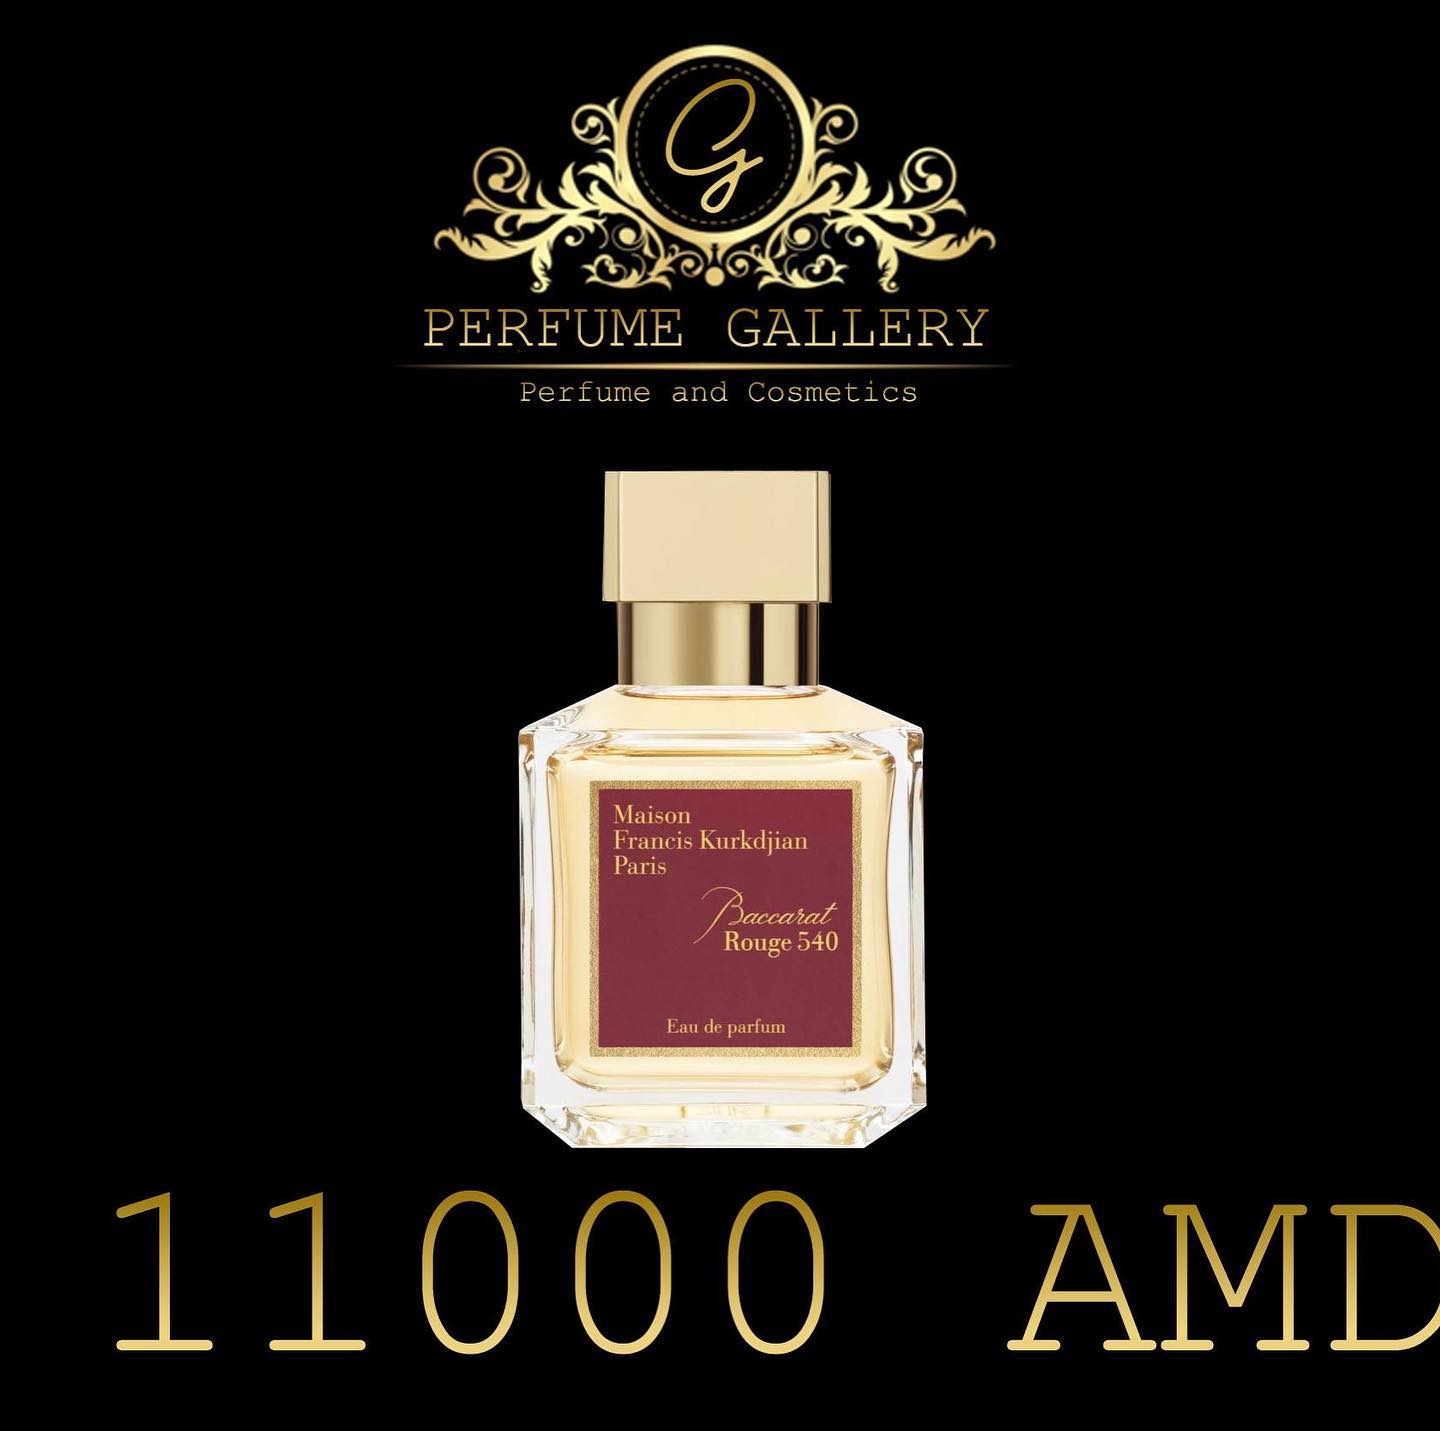 G
PERFUME GALLERY
Perfume and Cosmetics
Maison
Francis Kurkdjian
Paris
Baccarat
Rouge 540
Eau de parfum
11000 AMD